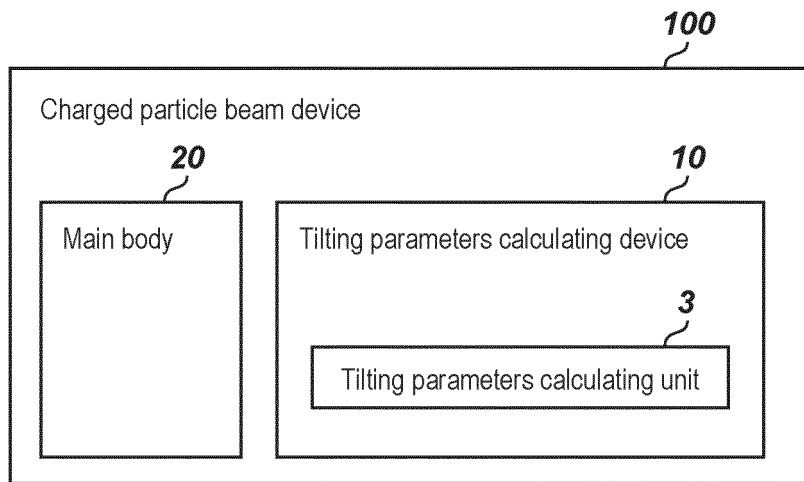 100
Charged particle beam device
20
10
Main body
Tilting parameters calculating device
3
Tilting parameters calculating unit